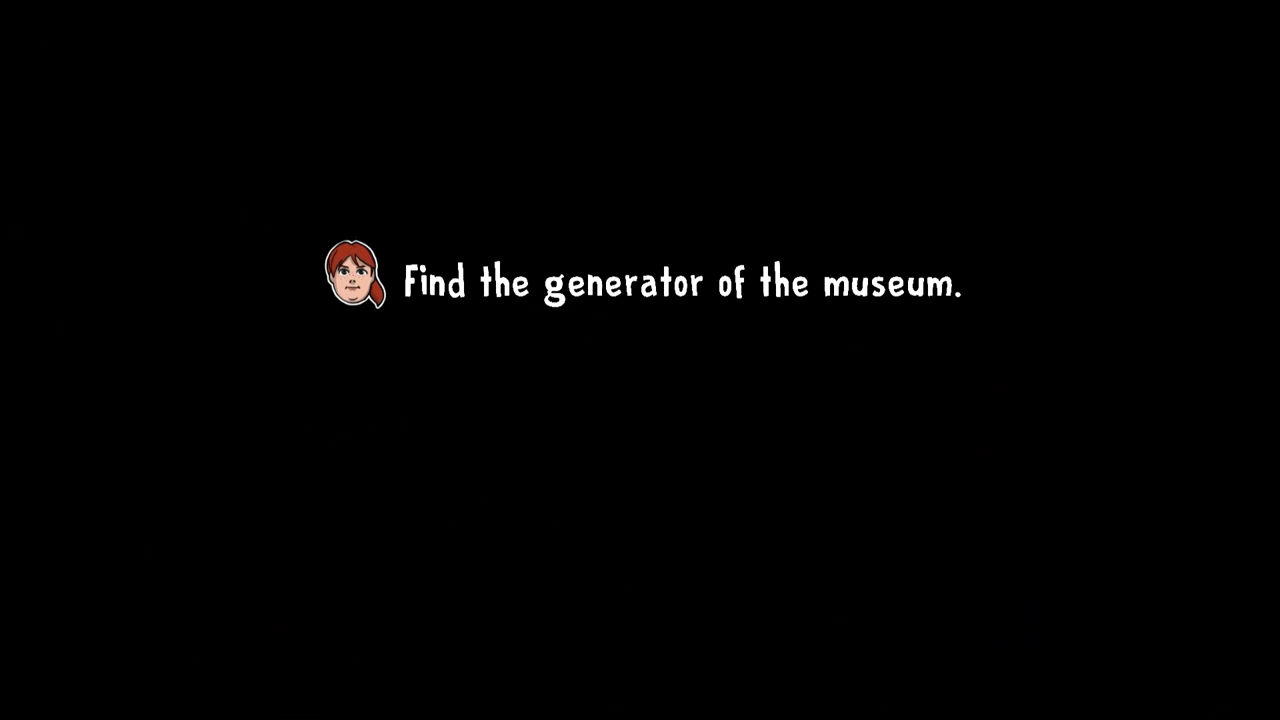 Find the generator of the museum.